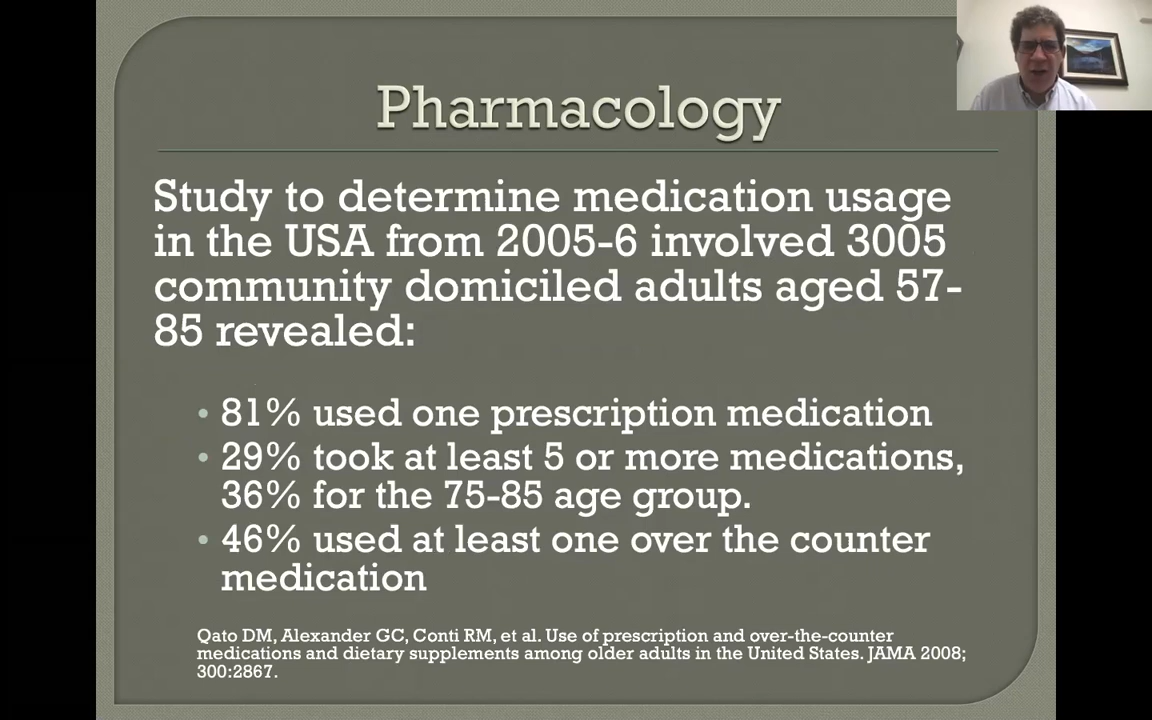 Pharmacology
Study to determine medication usage
in the USA from 2005-6 involved 3005
community domiciled adults aged 57-
85 revealed:
• 81% used one prescription medication
• 29% took at least 5 or more medications,
36% for the 75-85 age group.
• 46% used at least one over the counter
medication
Qato DM, Alexander GC, Conti RM, et al. Use of prescription and over-the-counter
medications and dietary supplements among older adults in the United States. JAMA 2008;
300:2867.